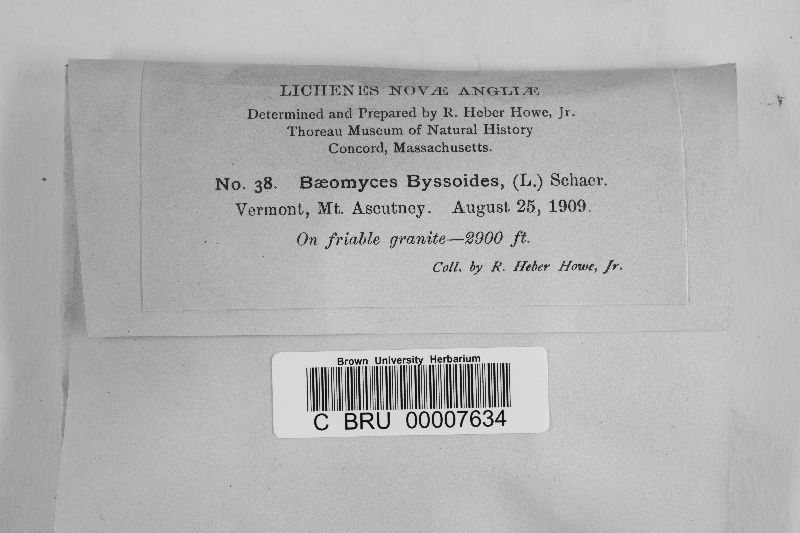 LICHENES NOVÆ ANGLIÆ
Determined and Prepared by R. Heber Howe, Jr.
Thoreau Museum of Natural History
Concord, Massachusetts.
No. 38. Bæomyces Byssoides, (L.) Schaer.
Vermont, Mt. Ascutney. August 25, 1909.
On friable granite—2900 ft.
Coll. by R. Heber Howe, Jr.
Brown University Herbarium
C BRU 00007634